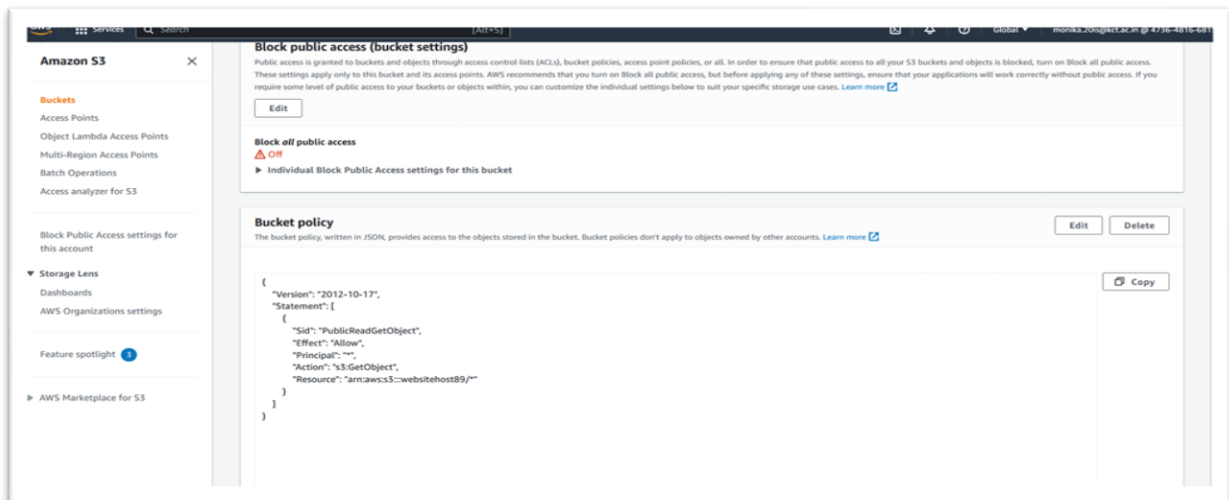 aws Services Search [Alt+S] Global monika.20is@kct.ac.in @ 4736-4816-681
Amazon S3
Buckets
Access Points
Object Lambda Access Points
Multi-Region Access Points
Batch Operations
Access analyzer for S3
Block Public Access settings for
this account
Storage Lens
Dashboards
AWS Organizations settings
Feature spotlight 3
AWS Marketplace for S3
Block public access (bucket settings)
Public access is granted to buckets and objects through access control lists (ACLs), bucket policies, access point policies, or all. In order to ensure that public access to all your S3 buckets and objects is blocked, turn on Block all public access.
These settings apply only to this bucket and its access points. AWS recommends that you turn on Block all public access, but before applying any of these settings, ensure that your applications will work correctly without public access. If you
require some level of public access to your buckets or objects within, you can customize the individual settings below to suit your specific storage use cases. Learn more
Edit
Block all public access
Off
Individual Block Public Access settings for this bucket
Bucket policy
Edit Delete
The bucket policy, written in JSON, provides access to the objects stored in the bucket. Bucket policies don't apply to objects owned by other accounts. Learn more
Copy
{
"Version": "2012-10-17",
"Statement": [
{
"Sid": "PublicReadGetObject",
"Effect": "Allow",
"Principal": "*",
"Action": "s3:GetObject",
"Resource": "arn:aws:s3:::websitehost89/*"
}
]
}